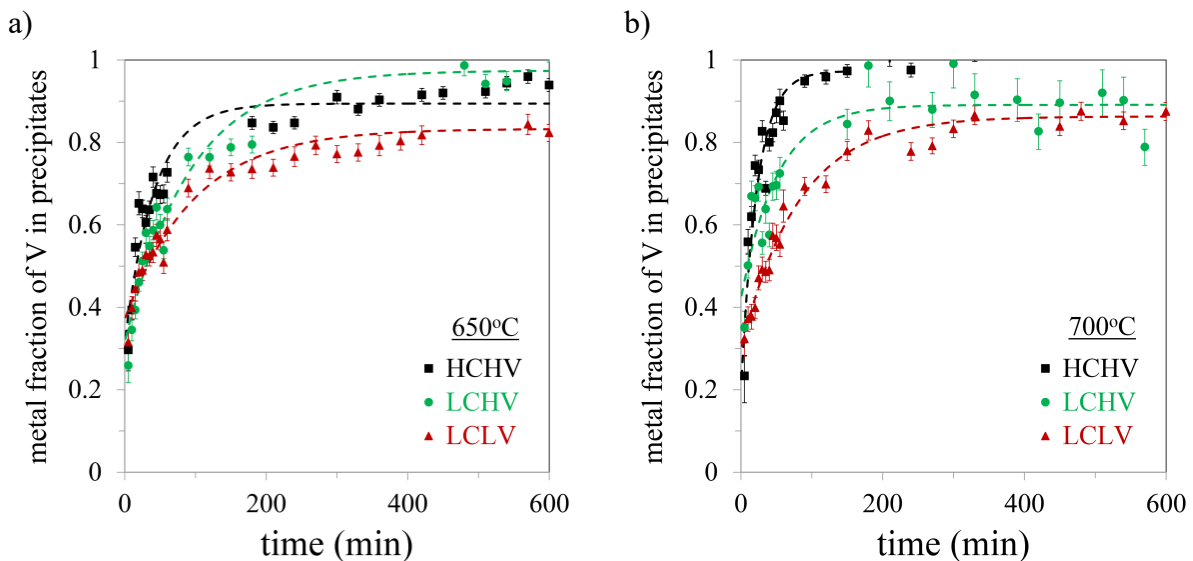 a)
metal fraction of V in precipitates
1
0.8
0.6
0.4
0.2
0
0
200
400
600
time (min)
650°C
HCHV
LCHV
LCLV
b)
metal fraction of V in precipitates
1
0.8
0.6
0.4
0.2
0
0
200
400
600
time (min)
700°C
HCHV
LCHV
LCLV